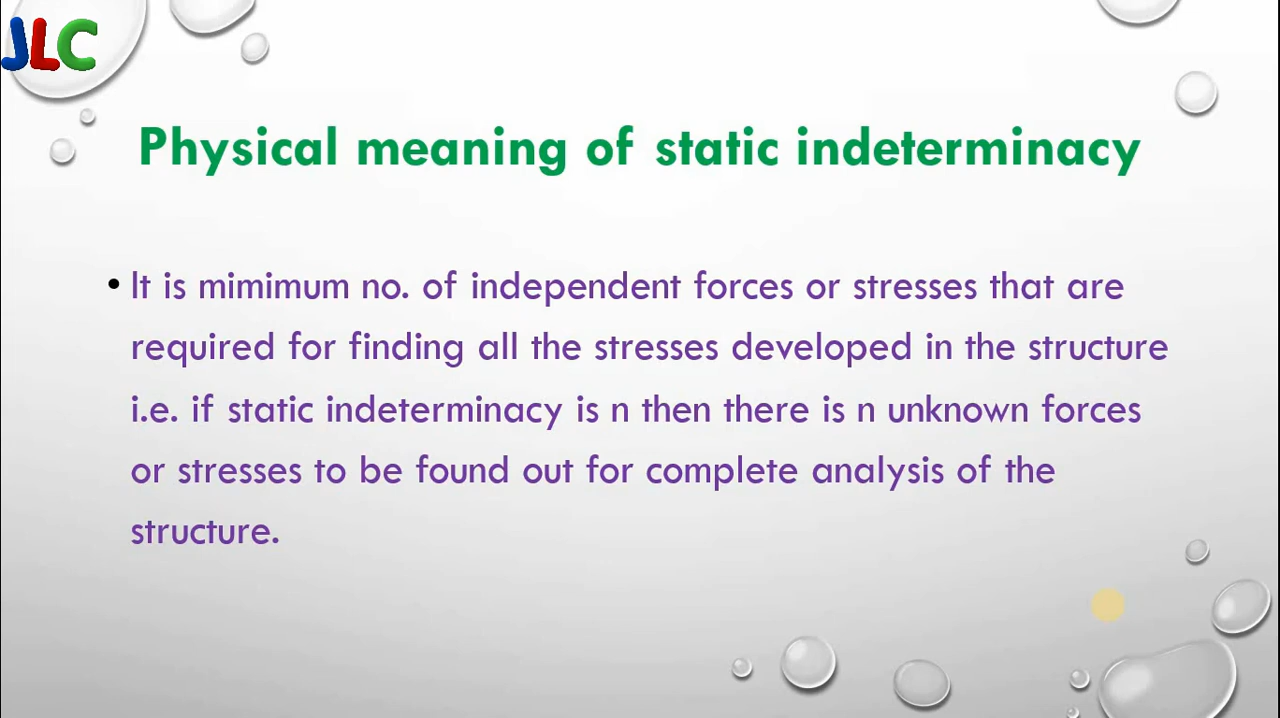 JLC
Physical meaning of static indeterminacy
• It is mimimum no. of independent forces or stresses that are
required for finding all the stresses developed in the structure
i.e. if static indeterminacy is n then there is n unknown forces
or stresses to be found out for complete analysis of the
structure.